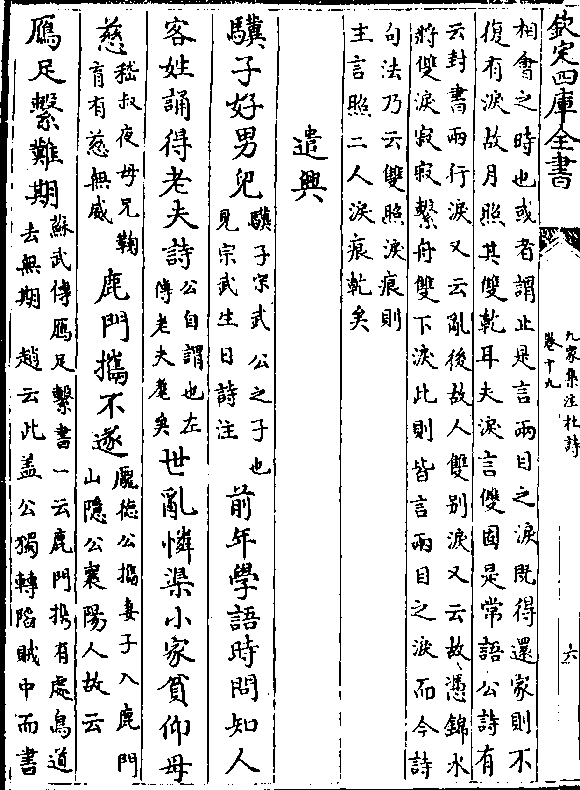 欽定四庫全書
九家集注杜詩
卷十九
六
相會之時也或者謂止是言兩目之淚既得還家則不
復有淚故月照其雙乾耳夫淚言雙固是常語公詩有
云封書兩行淚又云亂後故人雙别淚又云故、憑錦水
將雙淚寂寂繫舟雙下淚此則皆言兩目之淚而今詩
句法乃云雙照淚痕則
主言照二人淚痕乾矣
遣興
驥子好男兒
驥子宗武公之子也
見宗武生日詩注
前年學語時問知人
客姓誦得老夫詩
公自謂也左
傳老夫耄矣
世亂憐渠小家貧仰母
慈
嵇叔夜母兄鞠
育有慈無威
鹿門攜不遂
龐德公攜妻子入鹿門
山隱公襄陽人故云
鴈足繫難期
蘇武傳鴈足繫書一云鹿門攜有處鳥道
去無期 趙云此盖公獨轉陷賊中而書